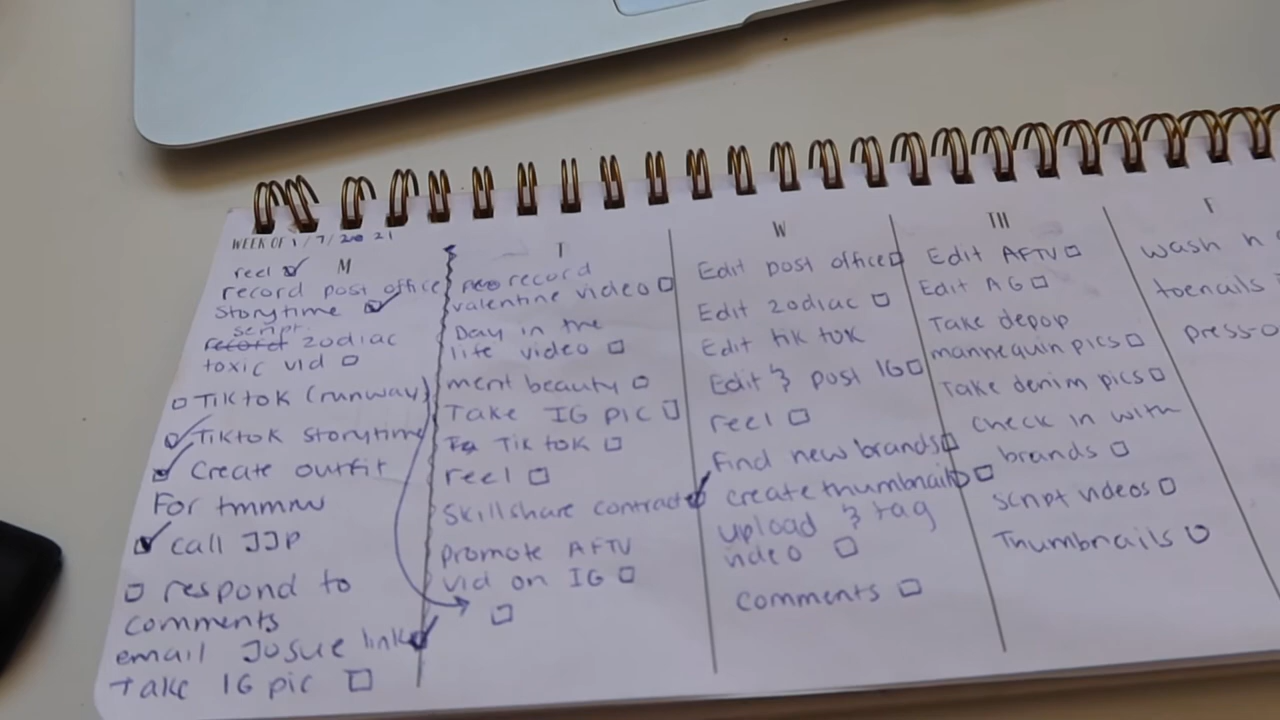 WEEK OF 1/7/2021
M
reel
record post office
storytime
script
record zodiac
toxic vid
TikTok (runway)
TikTok storytime
Create outfit
For tmmrw
call JJP
respond to
comments
email Josue link
Take IG pic
T
record
valentine video
Day in the
life video
ment beauty
Take IG pic
Tik tok
reel
Skillshare contract
promote AFTV
vid on IG
W
Edit post office
Edit zodiac
Edit tik tok
Edit & post IG
reel
find new brands
create thumbnail
upload & tag
video
comments
TH
Edit AFTV
Edit AG
Take depop
mannequin pics
Take denim pics
check in with
brands
script videos
Thumbnails
F
wash h
toenails
press-o